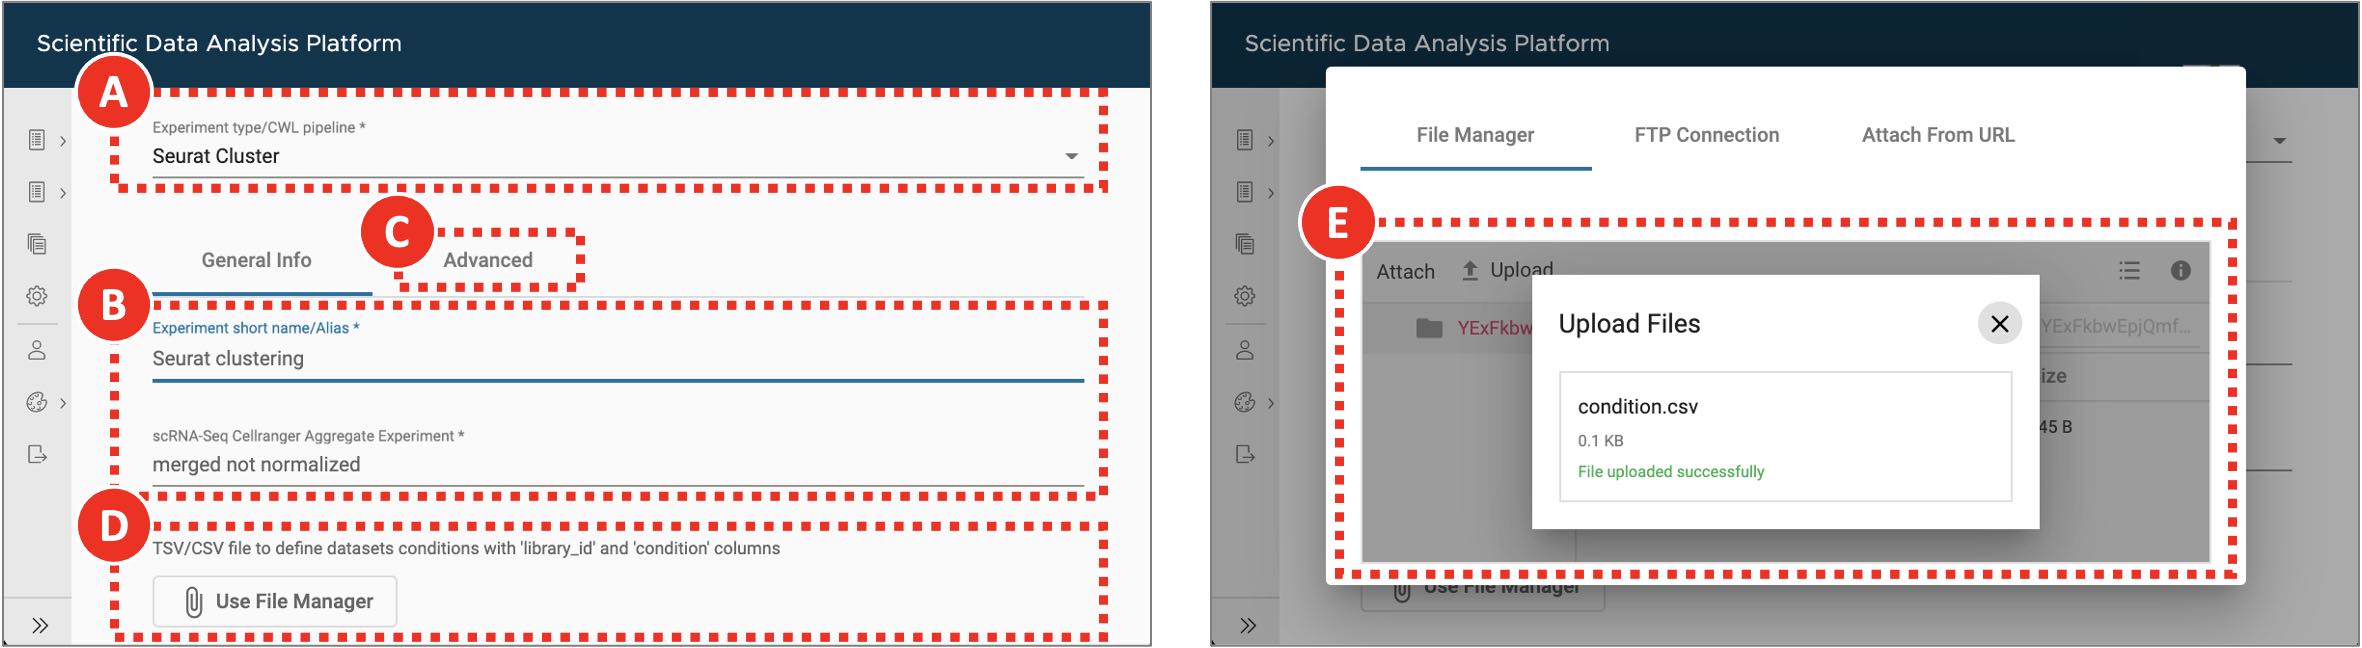 Scientific Data Analysis Platform
A
Experiment type/CWL pipeline *
Seurat Cluster
C
General Info
Advanced
B
Experiment short name/Alias *
Seurat clustering
scRNA-Seq Cellranger Aggregate Experiment *
merged not normalized
D
TSV/CSV file to define datasets conditions with 'library_id' and 'condition' columns
Use File Manager
Scientific Data Analysis Platform
File Manager
FTP Connection
Attach From URL
E
Attach
Upload
YExFkbw
YExFkbwEpjQmf...
Upload Files
ize
condition.csv
45 B
0.1 KB
File uploaded successfully
Use File Manager